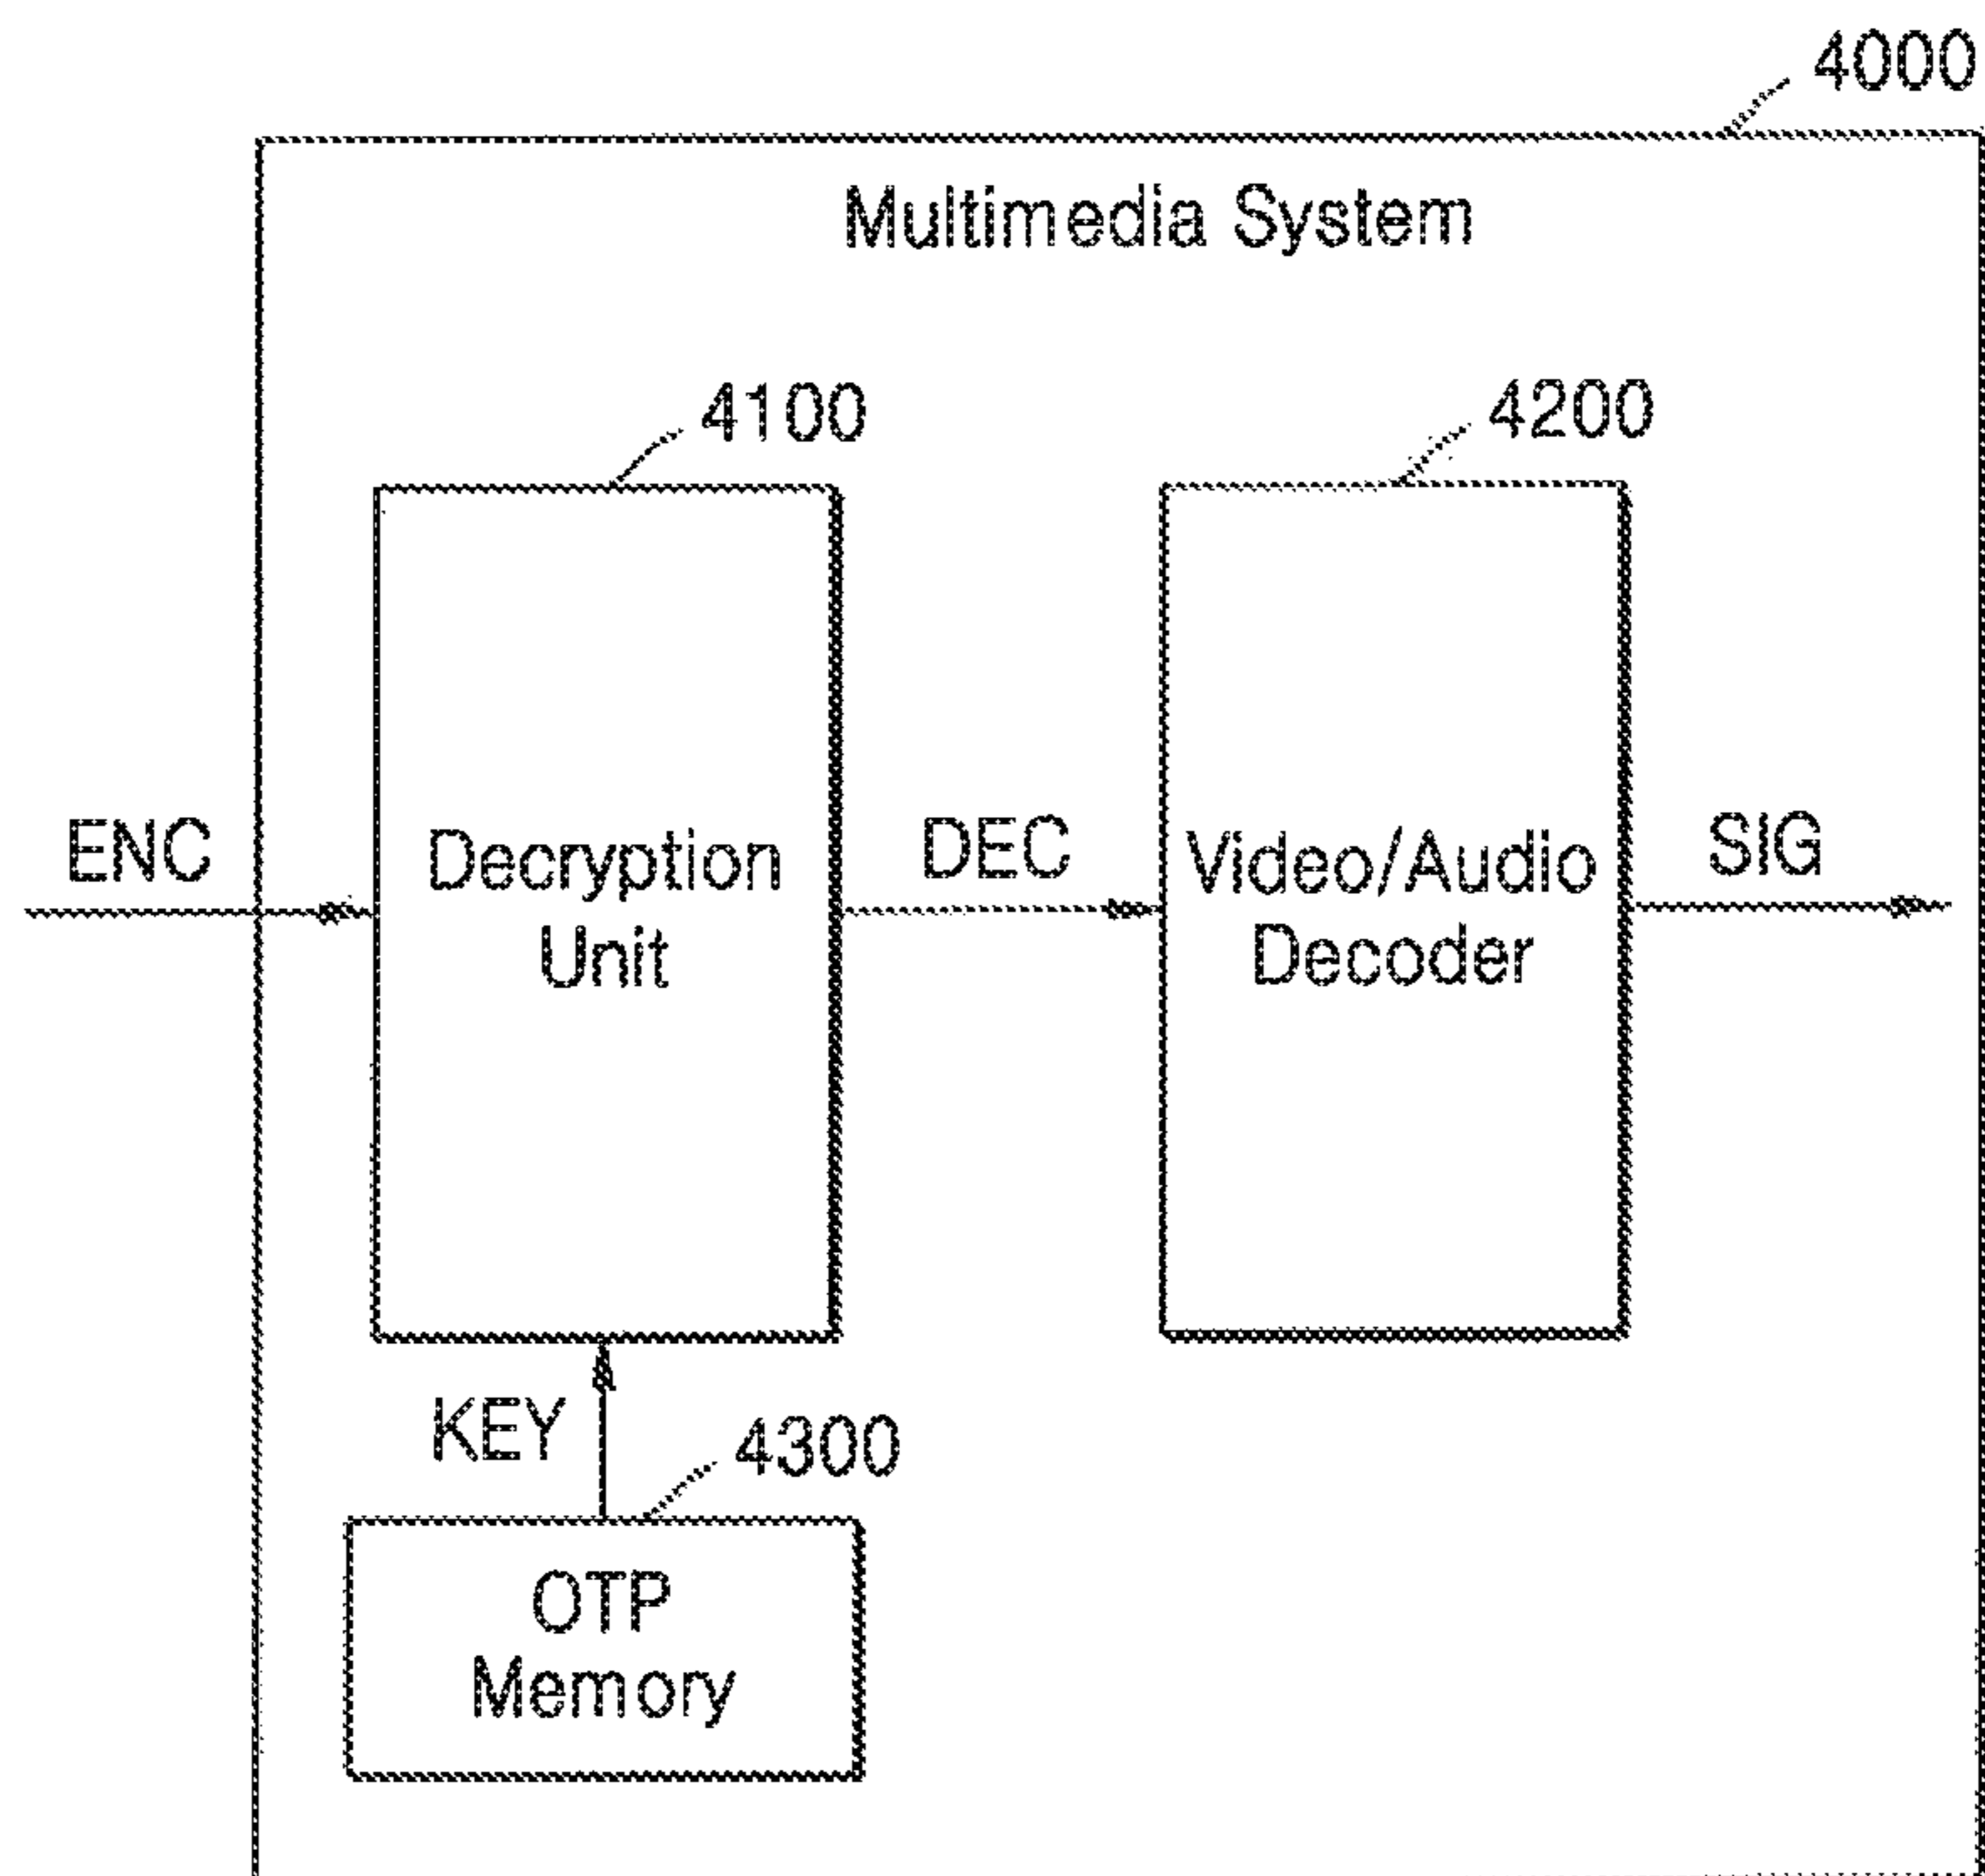 4000
Multimedia System
4100
4200
ENC
Decryption
Unit
DEC
Video/Audio
Decoder
SIG
KEY
4300
OTP
Memory